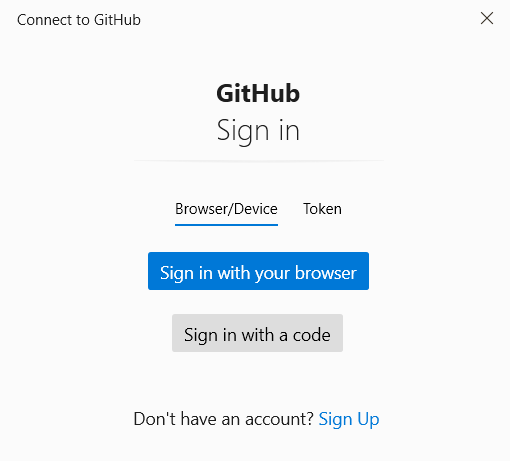 Connect to GitHub
GitHub
Sign in
Browser/Device Token
Sign in with your browser
Sign in with a code
Don't have an account? Sign Up